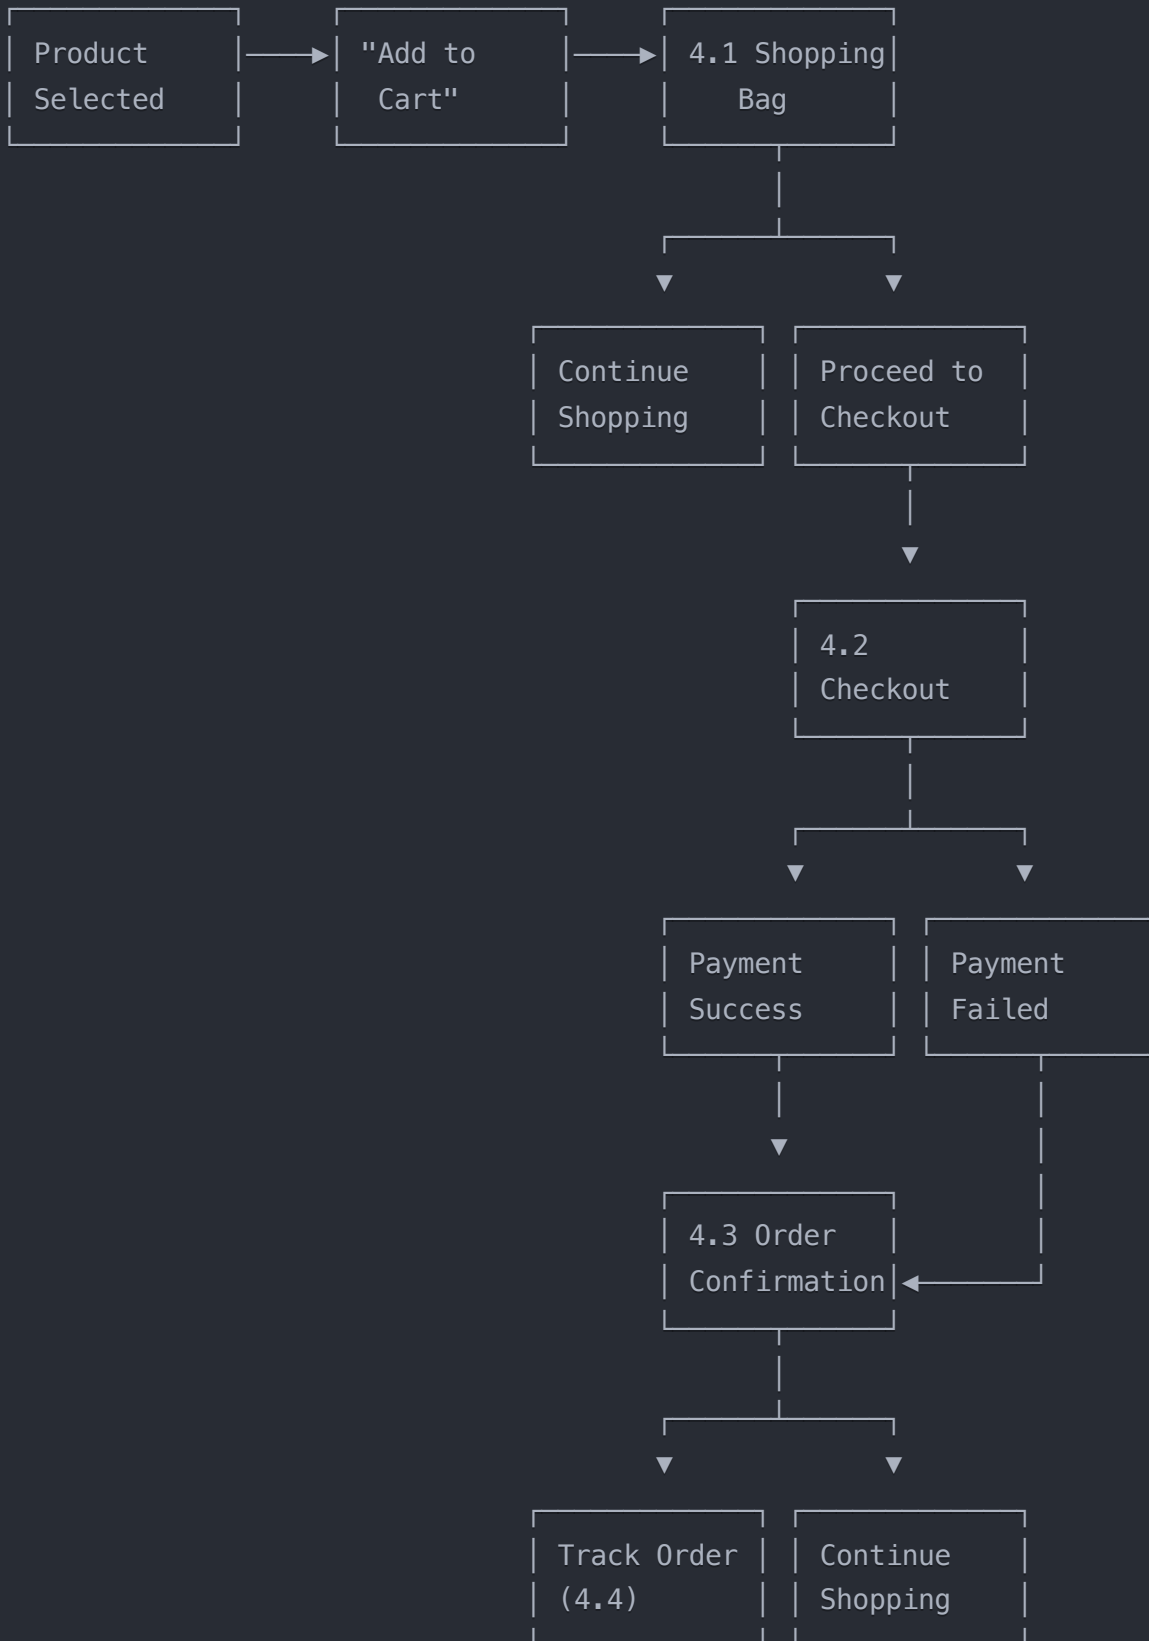 Product
Selected
"Add to
Cart"
4.1 Shopping
Bag
Continue
Shopping
Proceed to
Checkout
4.2
Checkout
Payment
Success
Payment
Failed
4.3 Order
Confirmation
Track Order
(4.4)
Continue
Shopping